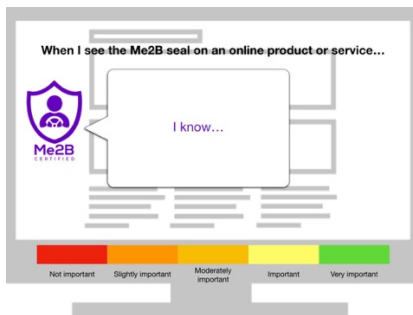 When I see the Me2B seal on an online product or service…
I know…
Me2B
CERTIFIED
Not important
Slightly important
Moderately
important
Important
Very important